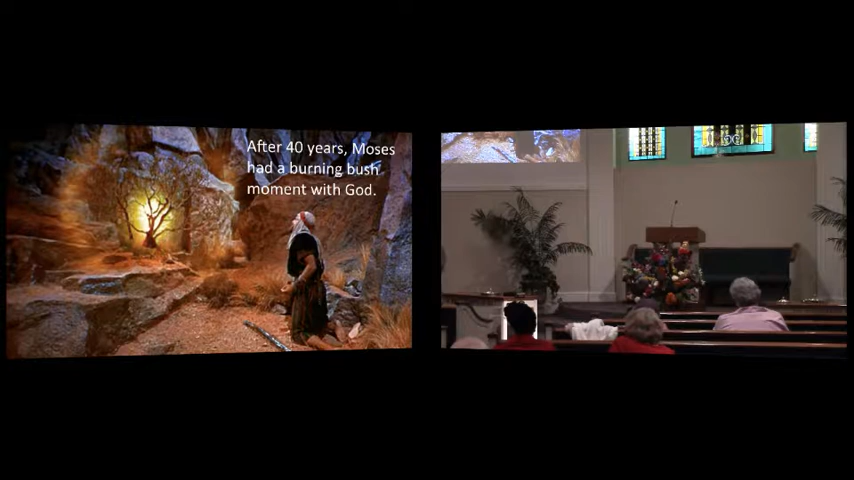 After 40 years, Moses
had a burning bush
moment with God.